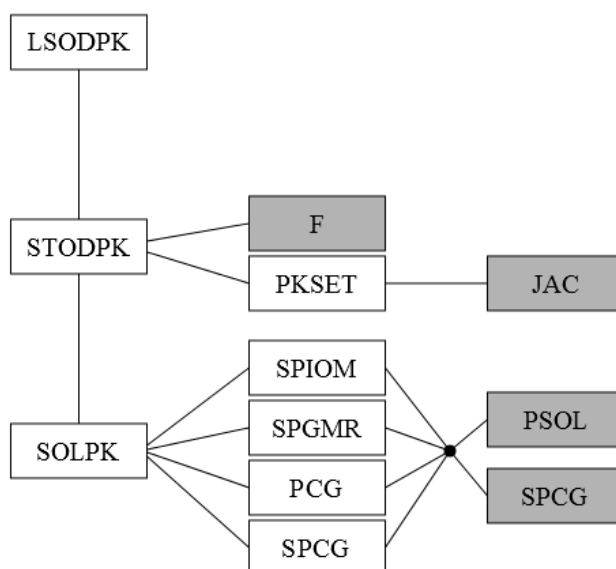 LSODPK
STODPK
F
PKSET
JAC
SOLPK
SPIOM
SPGMR
PCG
SPCG
PSOL
SPCG